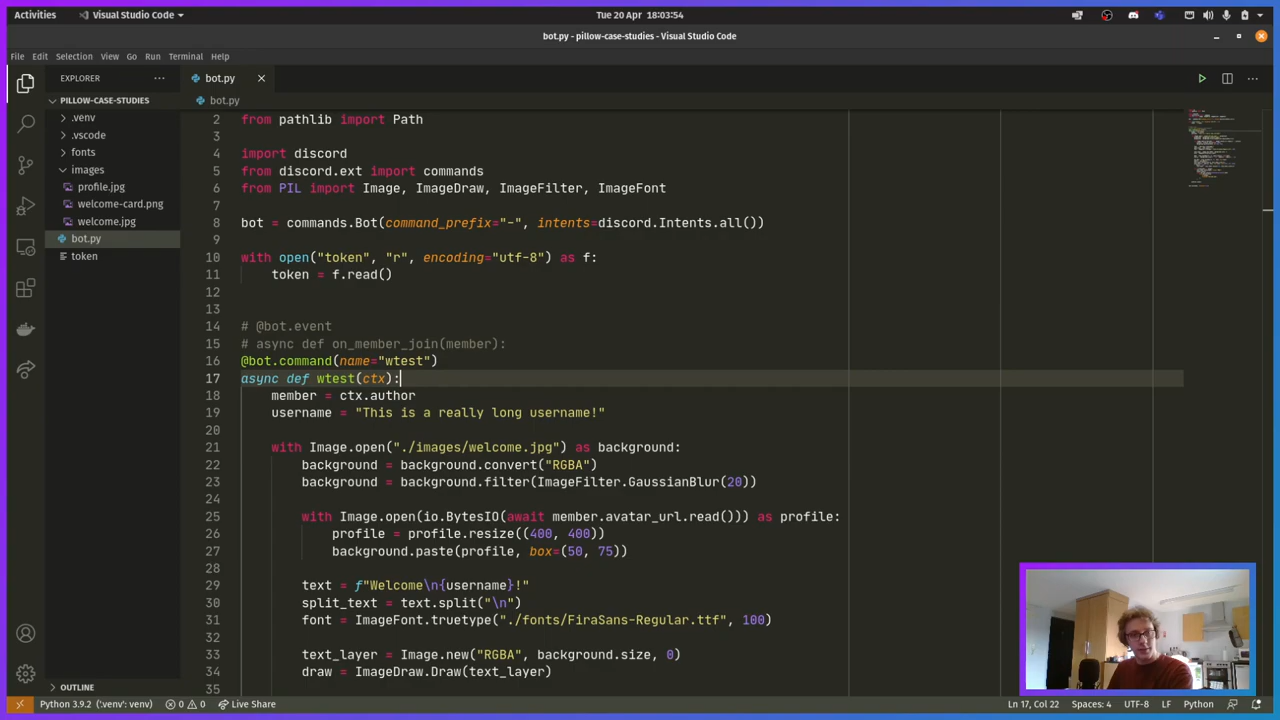 Activities Visual Studio Code Tue 20 Apr 18:03:54
bot.py - pillow-case-studies - Visual Studio Code
File Edit Selection View Go Run Terminal Help
EXPLORER ··· bot.py
PILLOW-CASE-STUDIES
.venv
.vscode
fonts
images
profile.jpg
welcome-card.png
welcome.jpg
bot.py
token
OUTLINE
bot.py
2 from pathlib import Path
3
4 import discord
5 from discord.ext import commands
6 from PIL import Image, ImageDraw, ImageFilter, ImageFont
7
8 bot = commands.Bot(command_prefix="-", intents=discord.Intents.all())
9
10 with open("token", "r", encoding="utf-8") as f:
11 token = f.read()
12
13
14 # @bot.event
15 # async def on_member_join(member):
16 @bot.command(name="wtest")
17 async def wtest(ctx):
18 member = ctx.author
19 username = "This is a really long username!"
20
21 with Image.open("./images/welcome.jpg") as background:
22 background = background.convert("RGBA")
23 background = background.filter(ImageFilter.GaussianBlur(20))
24
25 with Image.open(io.BytesIO(await member.avatar_url.read())) as profile:
26 profile = profile.resize((400, 400))
27 background.paste(profile, box=(50, 75))
28
29 text = f"Welcome\n{username}!"
30 split_text = text.split("\n")
31 font = ImageFont.truetype("./fonts/FiraSans-Regular.ttf", 100)
32
33 text_layer = Image.new("RGBA", background.size, 0)
34 draw = ImageDraw.Draw(text_layer)
35
Python 3.9.2 ('.venv': venv) 0 0 Live Share Ln 17, Col 22 Spaces: 4 UTF-8 LF Python